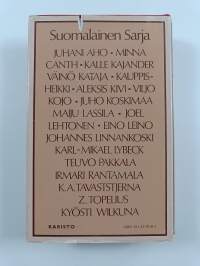 Suomalainen Sarja
JUHANI AHO • MINNA
CANTH • KALLE KAJANDER
VÄINÖ KATAJA • KAUPPIS-
HEIKKI • ALEKSIS KIVI • VILJO
KOJO • JUHO KOSKIMAA
MAIJU LASSILA • JOEL
LEHTONEN • EINO LEINO
JOHANNES LINNANKOSKI
KARL-MIKAEL LYBECK
TEUVO PAKKALA
IRMARI RANTAMALA
K.A. TAVASTSTJERNA
Z. TOPELIUS
KYÖSTI WILKUNA
KARISTO